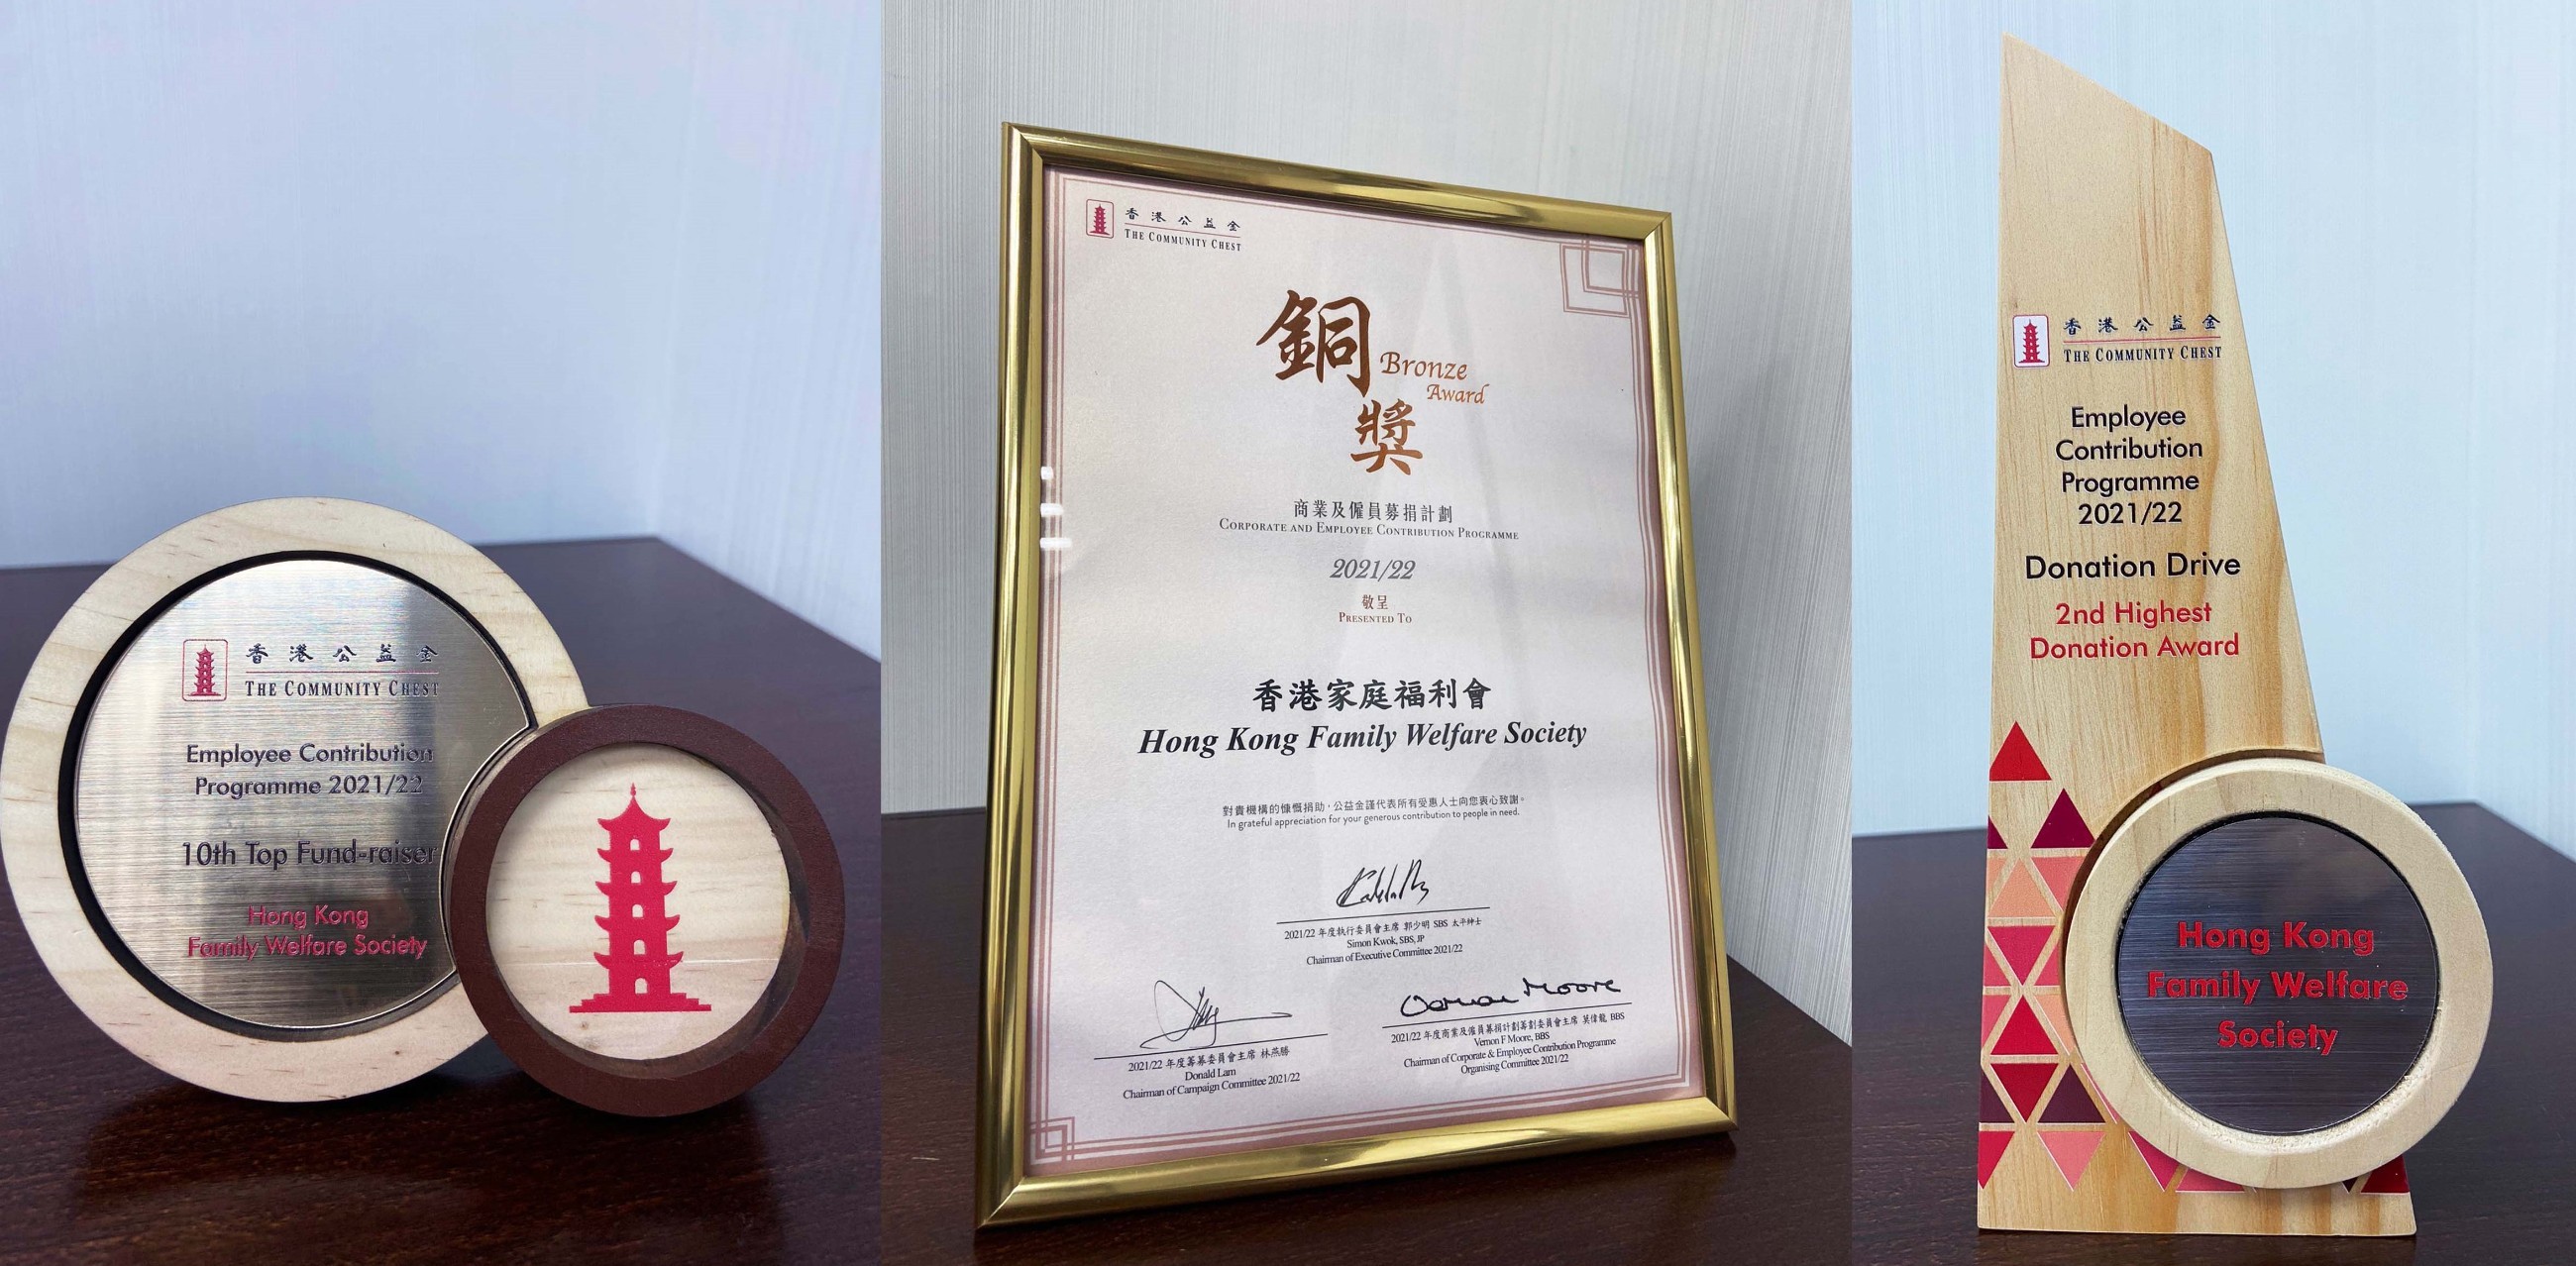 香港公益金
THE COMMUNITY CHEST
Employee Contribution
Programme 2021/22
10th Top Fund-raiser
Hong Kong
Family Welfare Society
香港公益金
THE COMMUNITY CHEST
銅
Bronze
Award
獎
商業及僱員募捐計劃
CORPORATE AND EMPLOYEE CONTRIBUTION PROGRAMME
2021/22
敬呈
PRESENTED TO
香港家庭福利會
Hong Kong Family Welfare Society
對貴機構的慷慨捐助，公益金謹代表所有受惠人士向您衷心致謝。
In grateful appreciation for your generous contribution to people in need.
2021/22 年度執行委員會主席 郭少明 SBS 太平紳士
Simon Kwok, SBS, JP
Chairman of Executive Committee 2021/22
2021/22 年度籌募委員會主席 林燕勝
Donald Lam
Chairman of Campaign Committee 2021/22
Vernon Moore
2021/22 年度商業及僱員募捐計劃籌劃委員會主席 莫偉龍 BBS
Vernon F Moore, BBS
Chairman of Corporate & Employee Contribution Programme
Organising Committee 2021/22
香港公益金
THE COMMUNITY CHEST
Employee
Contribution
Programme
2021/22
Donation Drive
2nd Highest
Donation Award
Hong Kong
Family Welfare
Society